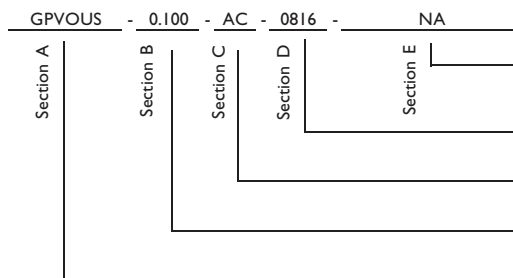 GPVOUS - 0.100 - AC - 0816 - NA
Section A
Section B
Section C
Section D
Section E